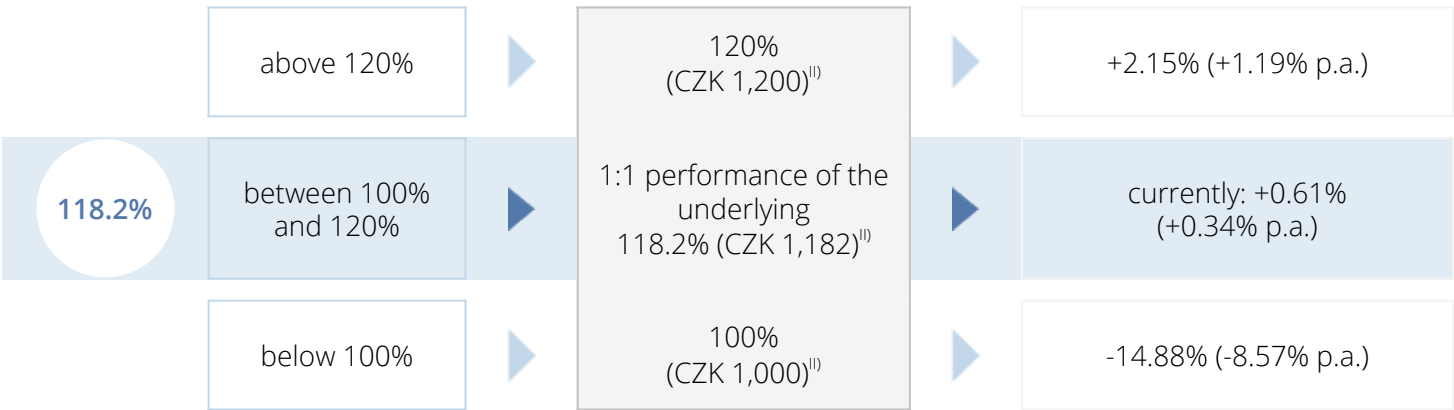 above 120%
120%
(CZK 1,200)II)
+2.15% (+1.19% p.a.)
118.2%
between 100%
and 120%
1:1 performance of the
underlying
118.2% (CZK 1,182)II)
currently: +0.61%
(+0.34% p.a.)
below 100%
100%
(CZK 1,000)II)
-14.88% (-8.57% p.a.)